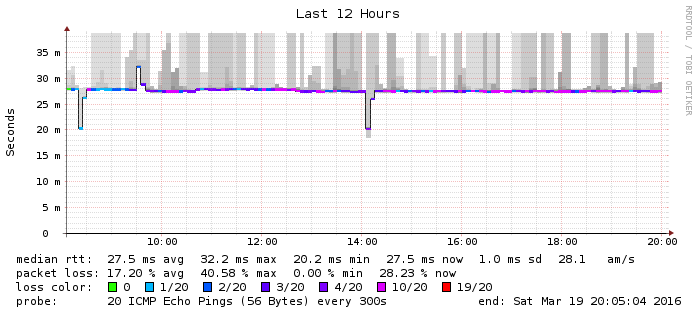 Last 12 Hours
RRDTOOL / TOBI OETIKER
Seconds
35 m
30 m
25 m
20 m
15 m
10 m
5 m
0
10:00 12:00 14:00 16:00 18:00 20:00
median rtt: 27.5 ms avg 32.2 ms max 20.2 ms min 27.5 ms now 1.0 ms sd 28.1 am/s
packet loss: 17.20 % avg 40.58 % max 0.00 % min 28.23 % now
loss color: 0 1/20 2/20 3/20 4/20 10/20 19/20
probe: 20 ICMP Echo Pings (56 Bytes) every 300s end: Sat Mar 19 20:05:04 2016